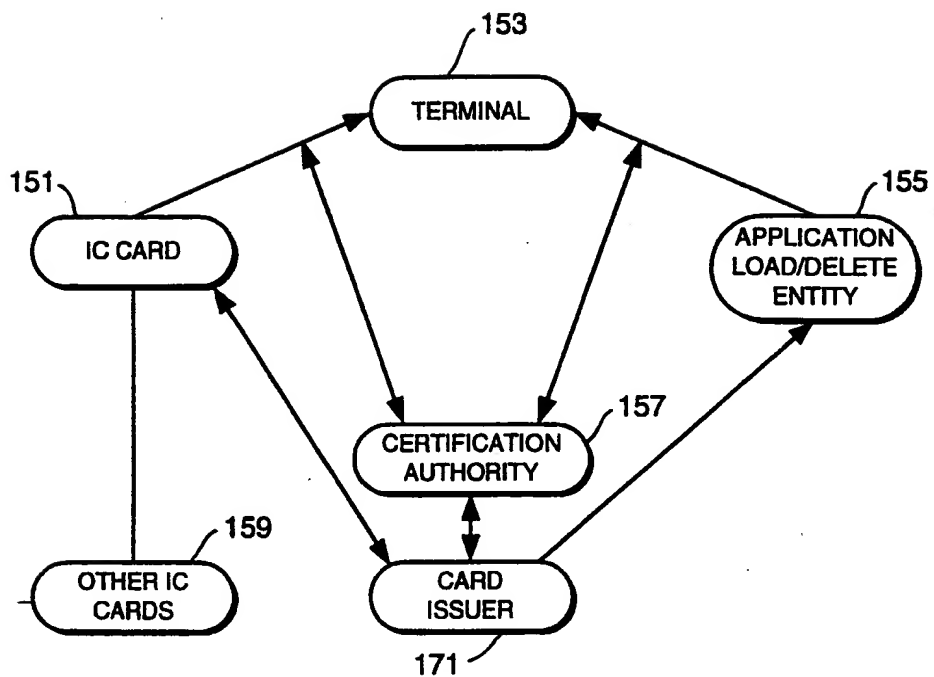 153
TERMINAL
151
IC CARD
155
APPLICATION
LOAD/DELETE
ENTITY
157
CERTIFICATION
AUTHORITY
159
OTHER IC
CARDS
CARD
ISSUER
171